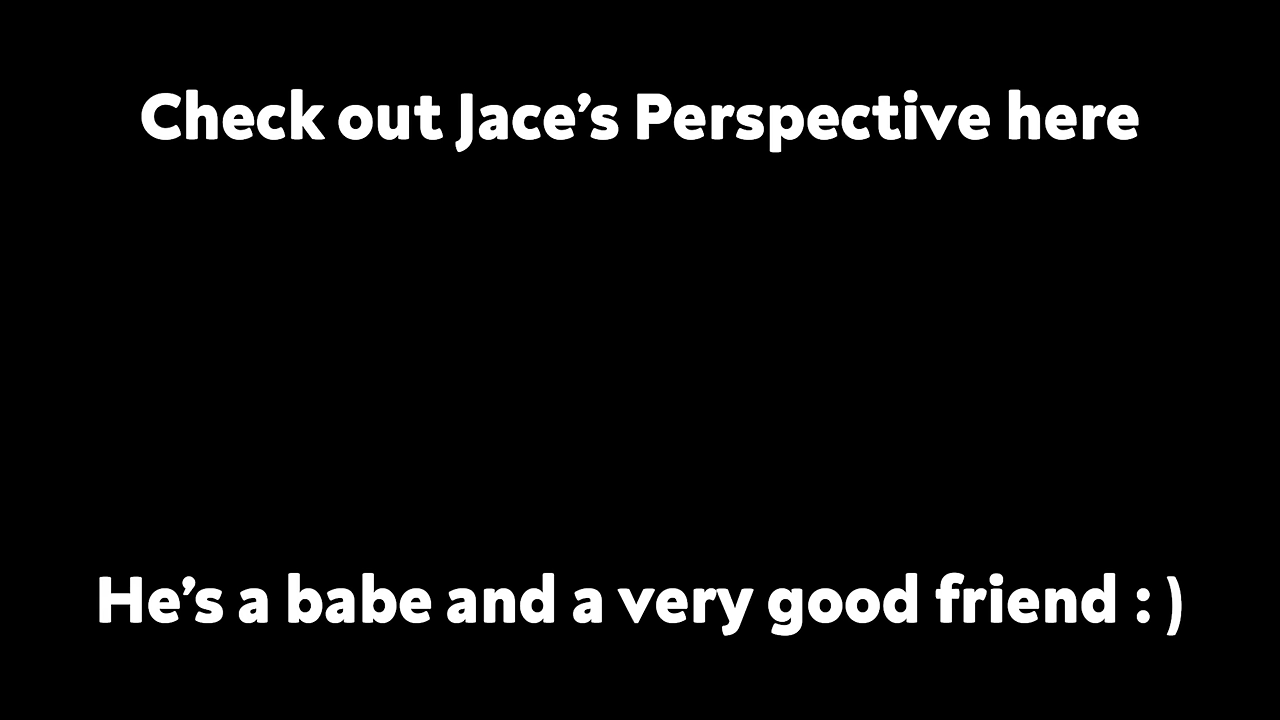 Check out Jace’s Perspective here
He’s a babe and a very good friend : )